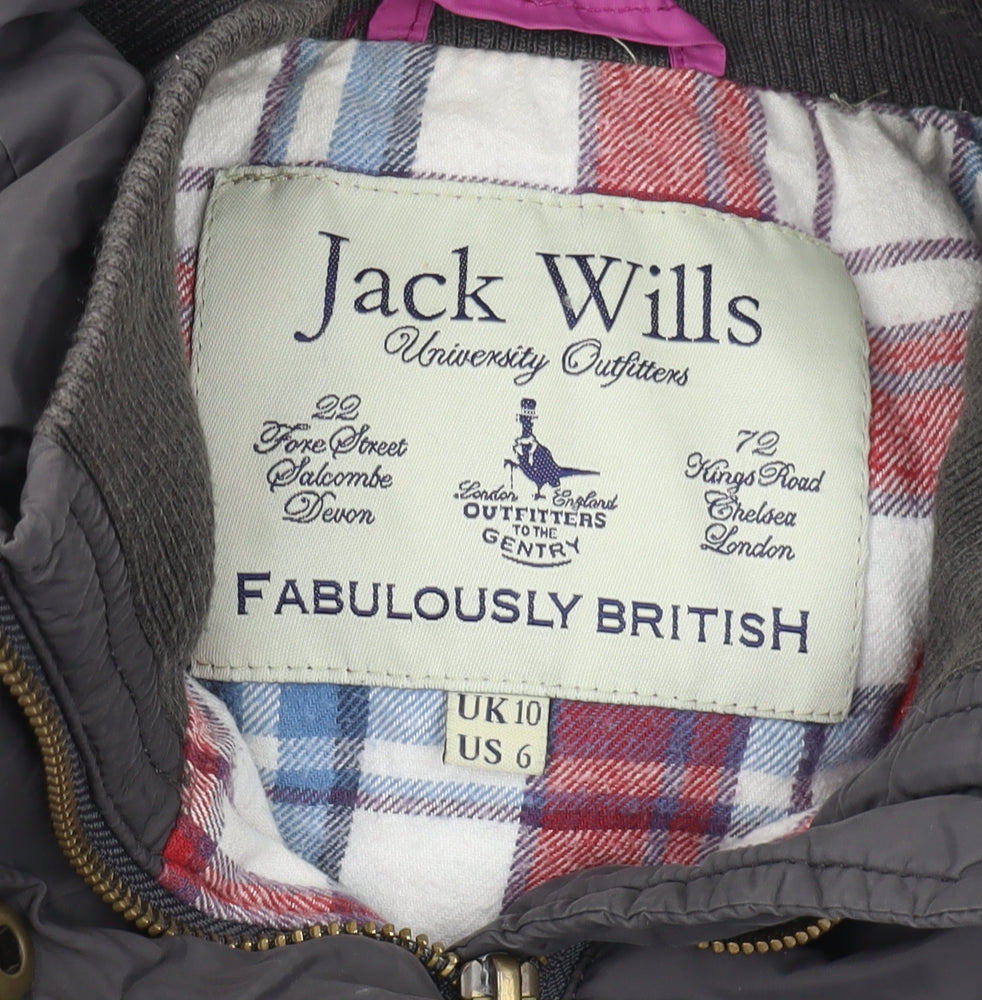 Jack Wills
University Outfitters
22
Fore Street
Salcombe
Devon
London England
OUTFITTERS
TO THE
GENTRY
72
Kings Road
Chelsea
London
FABULOUSLY BRITISH
UK 10
US 6